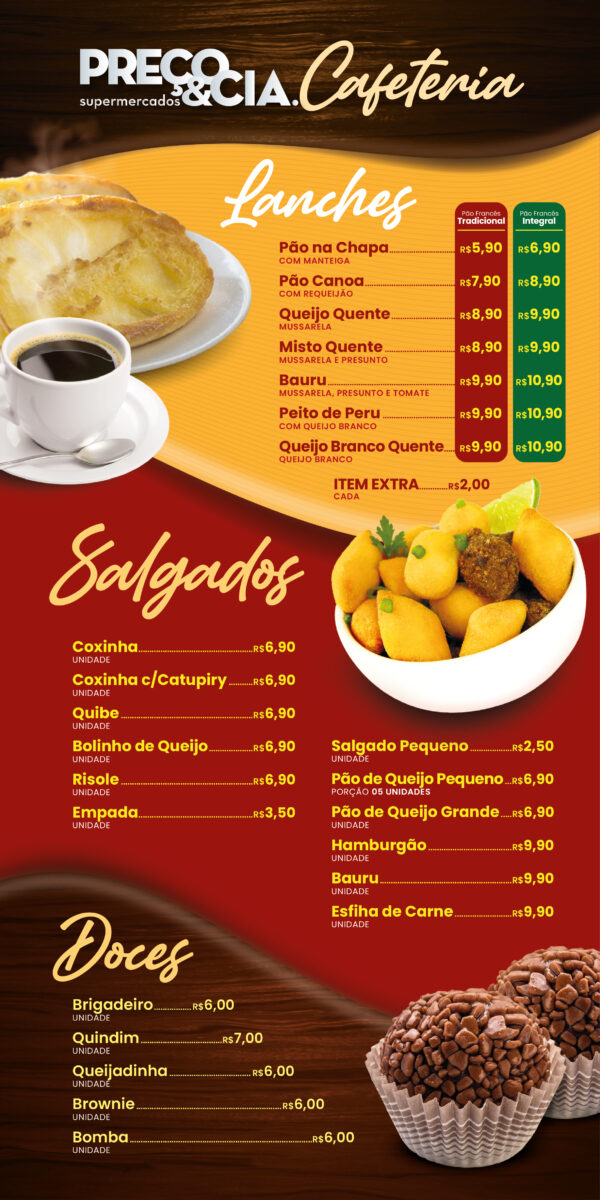 PREÇO
supermercados &CIA. Cafeteria
Lanches
Pão Francês Tradicional
Pão Francês Integral
Pão na Chapa R$5,90 R$6,90
COM MANTEIGA
Pão Canoa R$7,90 R$8,90
COM REQUEIJÃO
Queijo Quente R$8,90 R$9,90
MUSSARELA
Misto Quente R$8,90 R$9,90
MUSSARELA E PRESUNTO
Bauru R$9,90 R$10,90
MUSSARELA, PRESUNTO E TOMATE
Peito de Peru R$9,90 R$10,90
COM QUEIJO BRANCO
Queijo Branco Quente R$9,90 R$10,90
QUEIJO BRANCO
ITEM EXTRA R$2,00
CADA
Salgados
Coxinha R$6,90
UNIDADE
Coxinha c/Catupiry R$6,90
UNIDADE
Quibe R$6,90
UNIDADE
Bolinho de Queijo R$6,90
UNIDADE
Risole R$6,90
UNIDADE
Empada R$3,50
UNIDADE
Salgado Pequeno R$2,50
UNIDADE
Pão de Queijo Pequeno R$6,90
PORÇÃO 05 UNIDADES
Pão de Queijo Grande R$6,90
UNIDADE
Hamburgão R$9,90
UNIDADE
Bauru R$9,90
UNIDADE
Esfiha de Carne R$9,90
UNIDADE
Doces
Brigadeiro R$6,00
UNIDADE
Quindim R$7,00
UNIDADE
Queijadinha R$6,00
UNIDADE
Brownie R$6,00
UNIDADE
Bomba R$6,00
UNIDADE